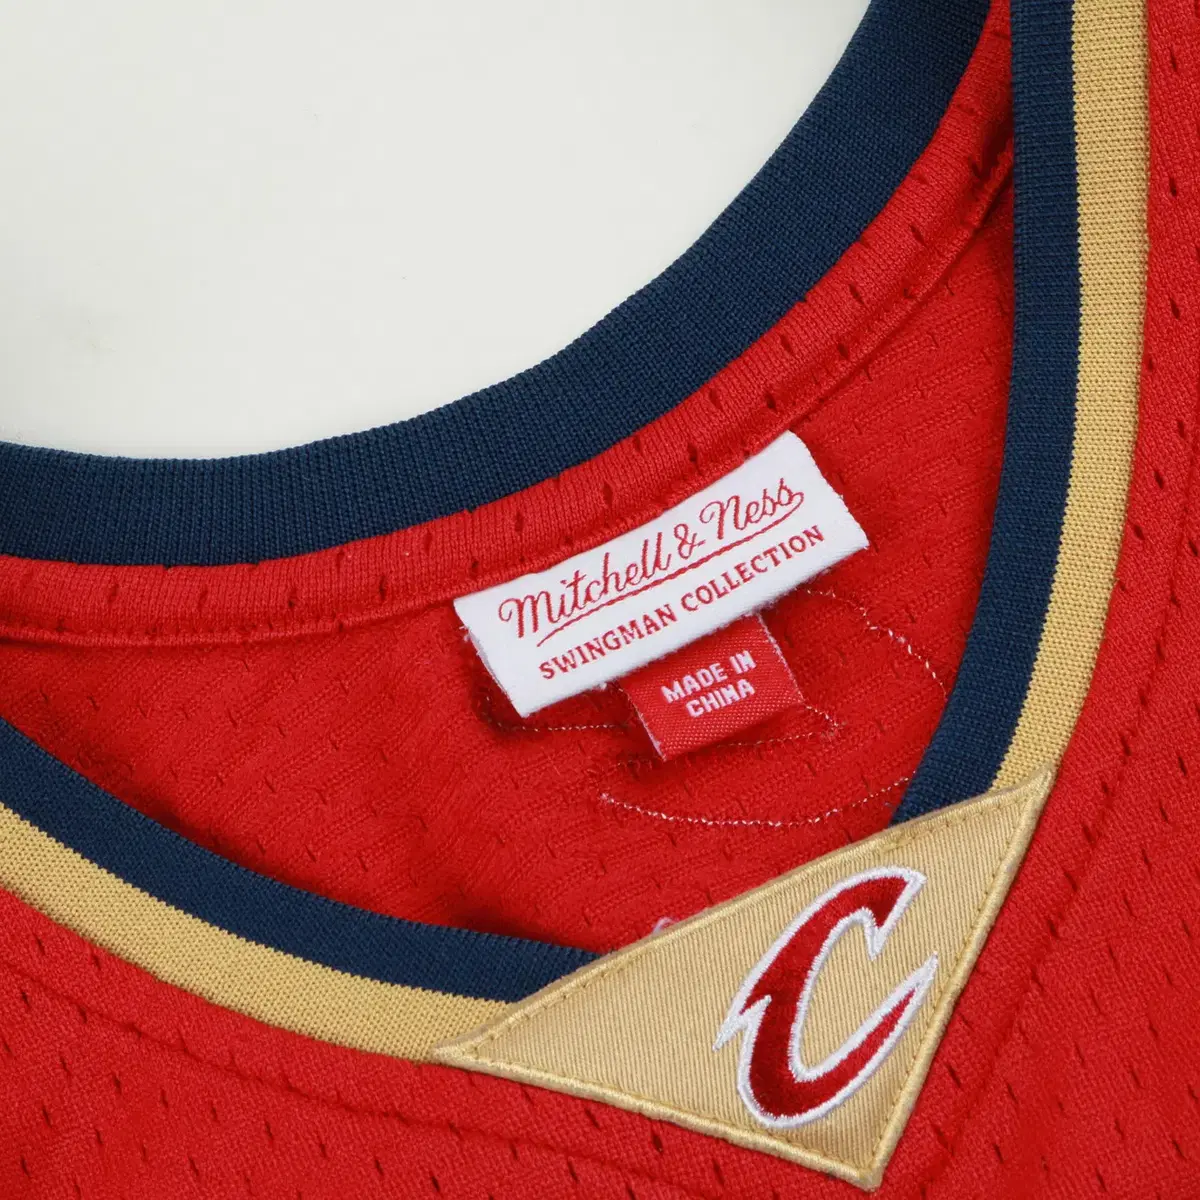 Mitchell & Ness
SWINGMAN COLLECTION
MADE IN
CHINA
C